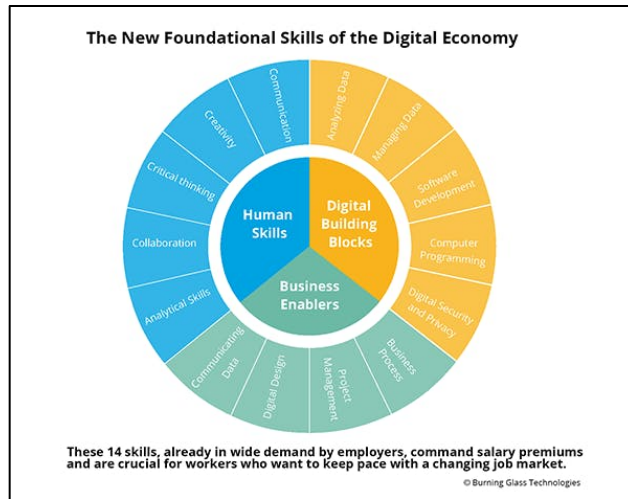 The New Foundational Skills of the Digital Economy
Communication
Creativity
Critical thinking
Collaboration
Analytical Skills
Analyzing Data
Managing Data
Software
Development
Computer
Programming
Digital Security
and Privacy
Business
Process
Project
Management
Digital Design
Communicating
Data
Human
Skills
Digital
Building
Blocks
Business
Enablers
These 14 skills, already in wide demand by employers, command salary premiums
and are crucial for workers who want to keep pace with a changing job market.
© Burning Glass Technologies